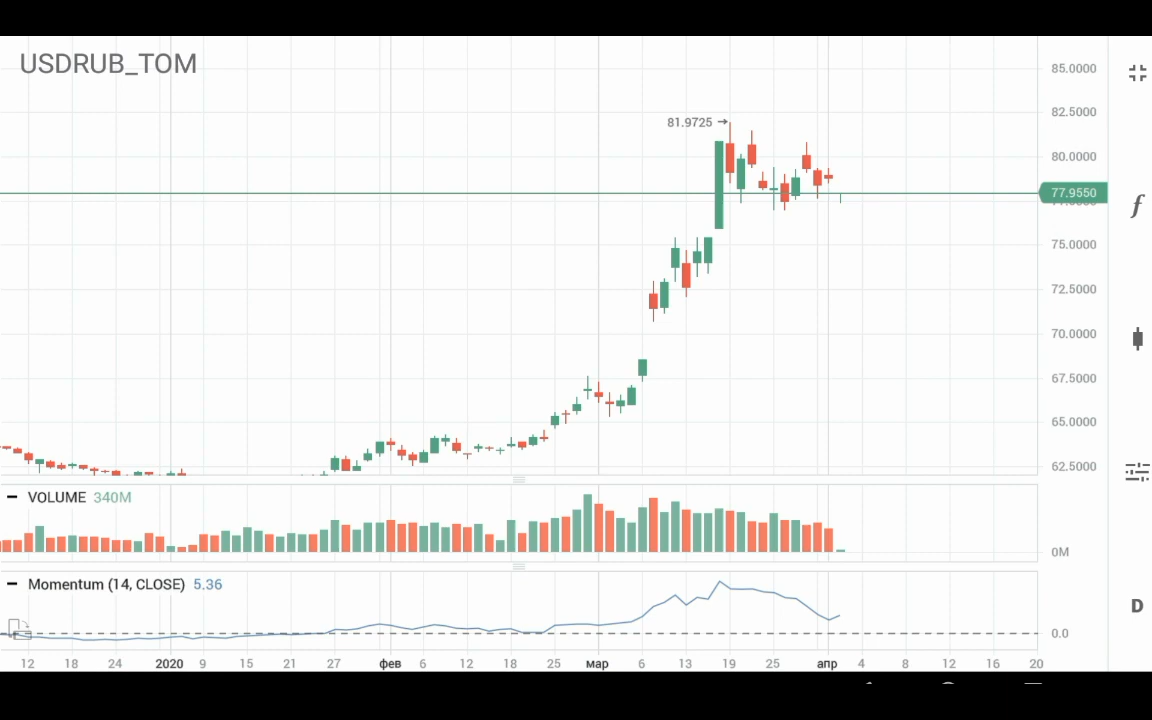 USDRUB_TOM
85.0000
82.5000
81.9725
80.0000
77.9550
75.0000
72.5000
70.0000
67.5000
65.0000
62.5000
VOLUME 340M
0M
Momentum (14, CLOSE) 5.36
0.0
D
12 18 24 2020 9 15 21 27 фев 6 12 18 25 мар 6 13 19 25 апр 4 8 12 16 20